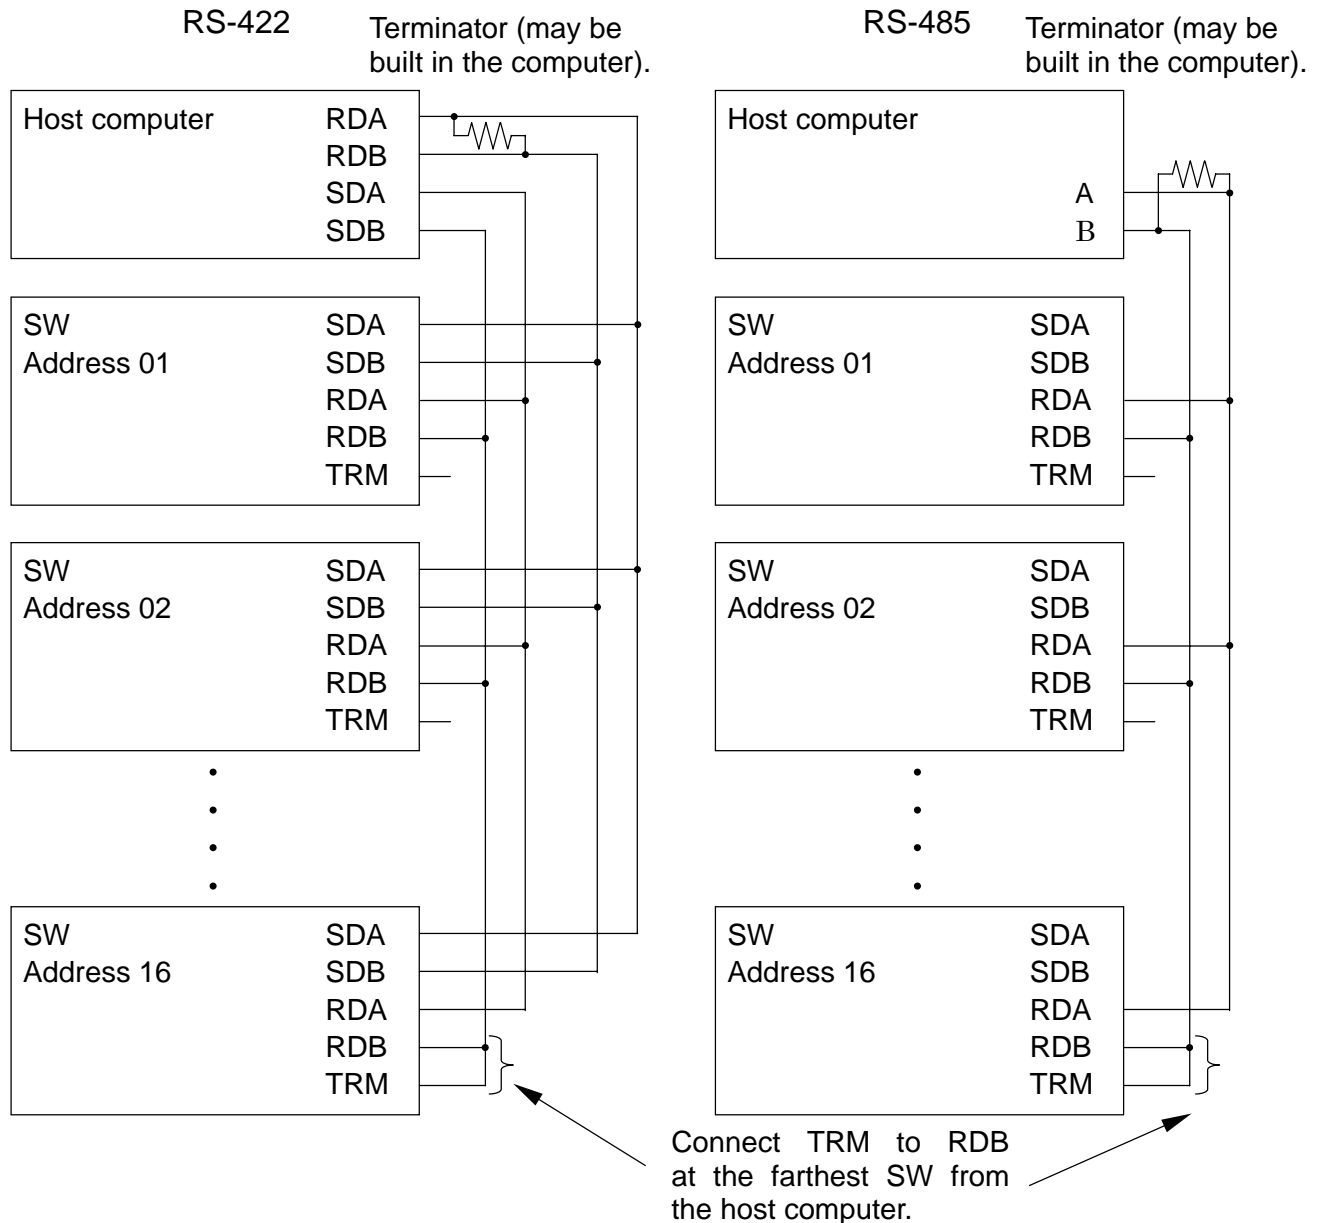 RS-422
Terminator (may be
built in the computer).
Host computer
RDA
RDB
SDA
SDB
SW
Address 01
SDA
SDB
RDA
RDB
TRM
SW
Address 02
SDA
SDB
RDA
RDB
TRM
SW
Address 16
SDA
SDB
RDA
RDB
TRM
RS-485
Terminator (may be
built in the computer).
Host computer
A
B
SW
Address 01
SDA
SDB
RDA
RDB
TRM
SW
Address 02
SDA
SDB
RDA
RDB
TRM
SW
Address 16
SDA
SDB
RDA
RDB
TRM
Connect TRM to RDB
at the farthest SW from
the host computer.